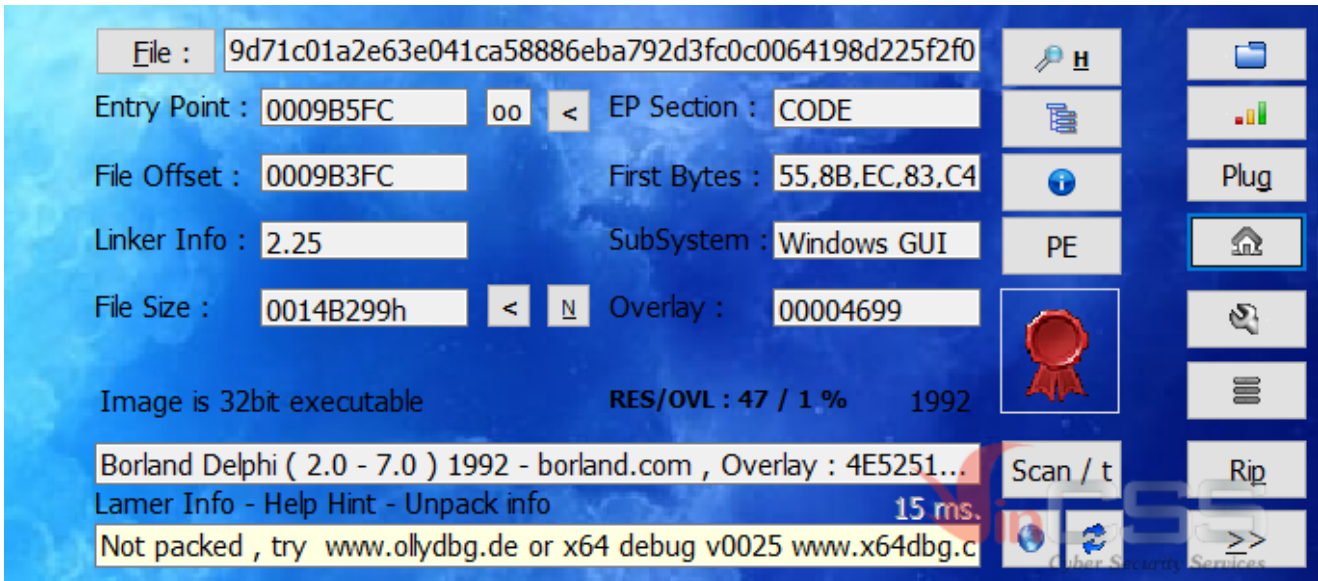 File : 9d71c01a2e63e041ca58886eba792d3fc0c0064198d225f2f0 H
Entry Point : 0009B5FC oo < EP Section : CODE
File Offset : 0009B3FC First Bytes : 55,8B,EC,83,C4 Plug
Linker Info : 2.25 SubSystem : Windows GUI PE
File Size : 0014B299h < N Overlay : 00004699
Image is 32bit executable RES/OVL : 47 / 1 % 1992
Borland Delphi ( 2.0 - 7.0 ) 1992 - borland.com , Overlay : 4E5251... Scan / t Rip
Lamer Info - Help Hint - Unpack info 15 ms.
Not packed , try www.ollydbg.de or x64 debug v0025 www.x64dbg.c >>
VinCSS
Cyber Security Services